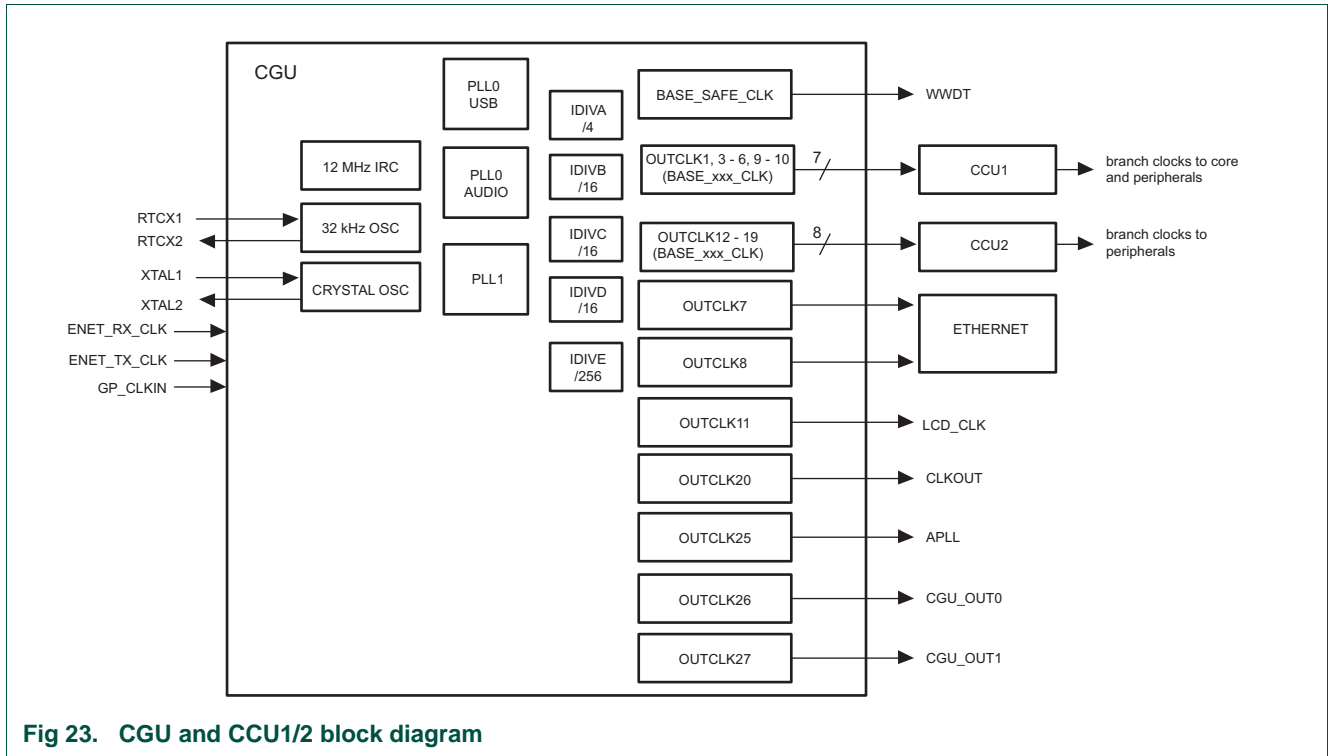 CGU
PLL0
USB
BASE_SAFE_CLK
WWDT
IDIVA
/4
12 MHz IRC
PLL0
AUDIO
IDIVB
/16
OUTCLK1, 3 - 6, 9 - 10
(BASE_xxx_CLK)
7
CCU1
branch clocks to core
and peripherals
RTCX1
RTCX2
32 kHz OSC
IDIVC
/16
OUTCLK12 - 19
(BASE_xxx_CLK)
8
CCU2
branch clocks to
peripherals
XTAL1
XTAL2
CRYSTAL OSC
PLL1
IDIVD
/16
OUTCLK7
ETHERNET
ENET_RX_CLK
ENET_TX_CLK
GP_CLKIN
IDIVE
/256
OUTCLK8
OUTCLK11
LCD_CLK
OUTCLK20
CLKOUT
OUTCLK25
APLL
OUTCLK26
CGU_OUT0
OUTCLK27
CGU_OUT1
Fig 23. CGU and CCU1/2 block diagram